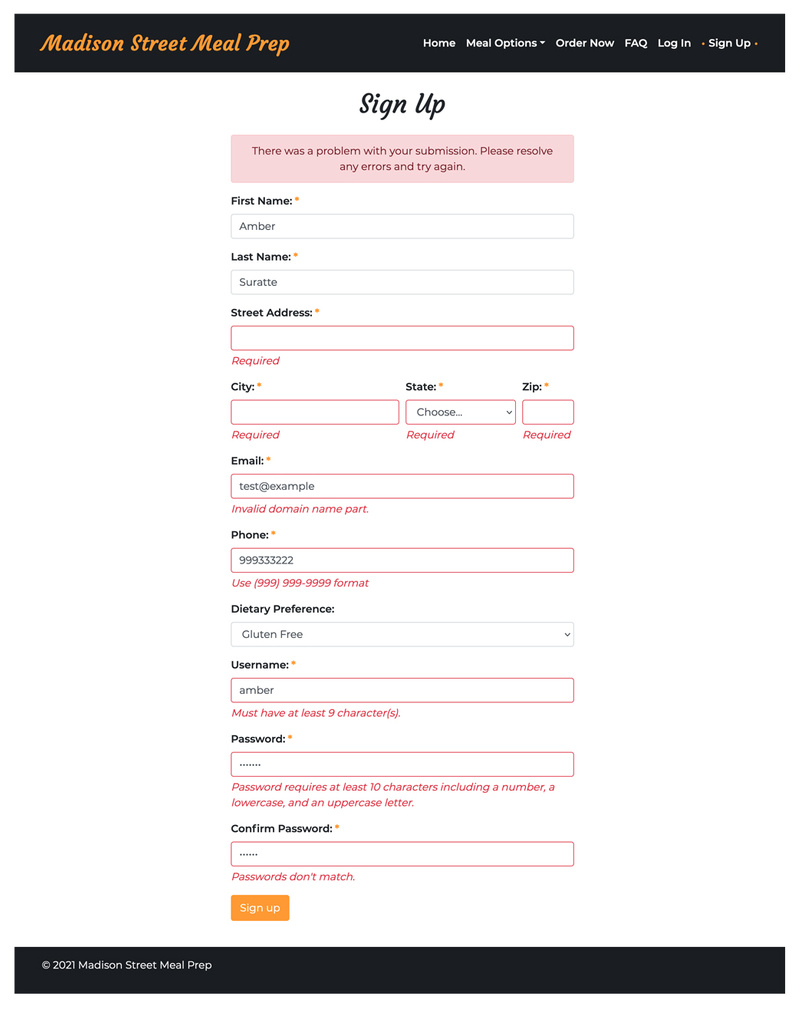 Madison Street Meal Prep
Home Meal Options Order Now FAQ Log In • Sign Up •
Sign Up
There was a problem with your submission. Please resolve
any errors and try again.
First Name: *
Amber
Last Name: *
Suratte
Street Address: *
Required
City: * State: * Zip: *
Choose...
Required Required Required
Email: *
test@example
Invalid domain name part.
Phone: *
999333222
Use (999) 999-9999 format
Dietary Preference:
Gluten Free
Username: *
amber
Must have at least 9 character(s).
Password: *
•••••••
Password requires at least 10 characters including a number, a
lowercase, and an uppercase letter.
Confirm Password: *
••••••
Passwords don't match.
Sign up
© 2021 Madison Street Meal Prep